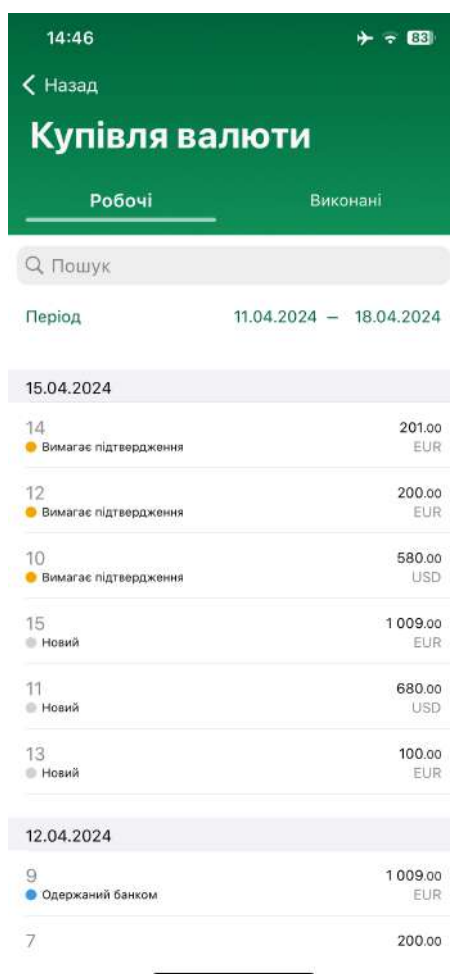 14:46
83
Назад
Купівля валюти
Робочі Виконані
Пошук
Період 11.04.2024 – 18.04.2024
15.04.2024
14 201.00
Вимагає підтвердження EUR
12 200.00
Вимагає підтвердження EUR
10 580.00
Вимагає підтвердження USD
15 1 009.00
Новий EUR
11 680.00
Новий USD
13 100.00
Новий EUR
12.04.2024
9 1 009.00
Одержаний банком EUR
7 200.00